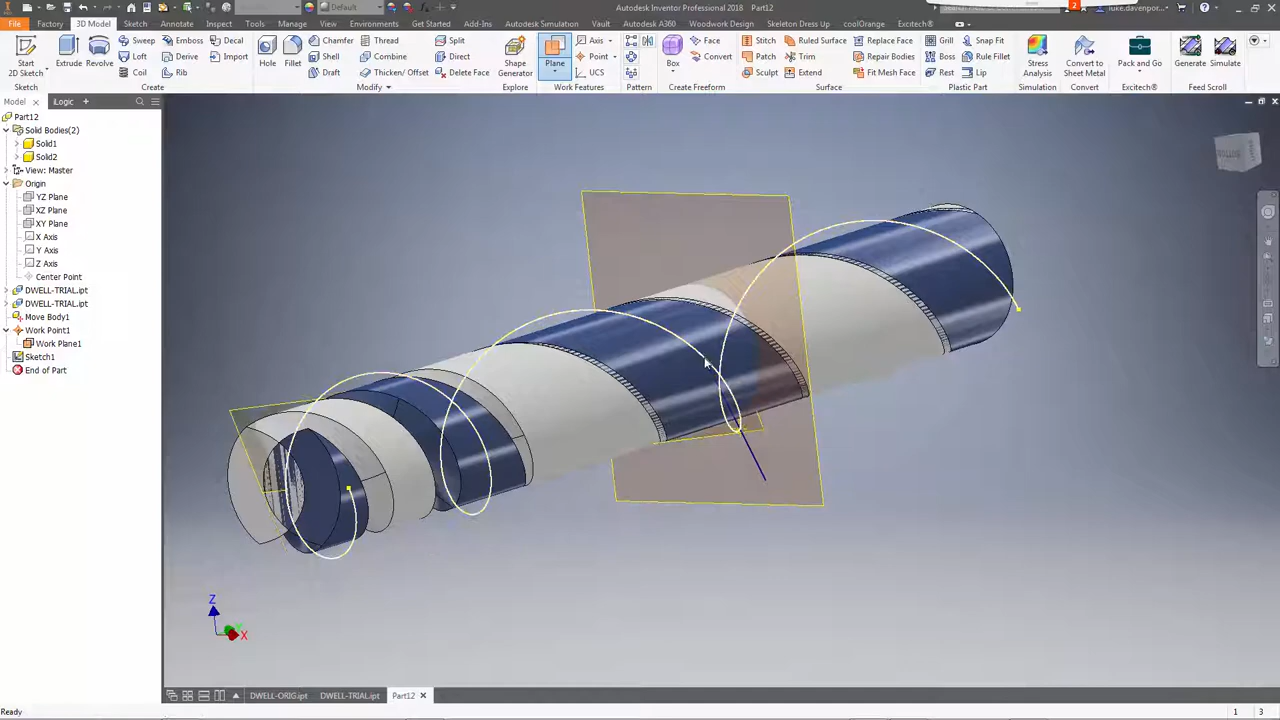 Default
Autodesk Inventor Professional 2018  Part12
luke.davenpor...
2
File Factory 3D Model Sketch Annotate Inspect Tools Manage View Environments Get Started Add-Ins Autodesk Simulation Vault Autodesk A360 Woodwork Design Skeleton Dress Up coolOrange Excitech®
Start
2D Sketch
Sketch
Extrude
Revolve
Sweep
Loft
Coil
Emboss
Derive
Rib
Decal
Import
Create
Hole
Fillet
Chamfer
Shell
Draft
Thread
Combine
Thicken/ Offset
Split
Direct
Delete Face
Modify
Shape
Generator
Explore
Plane
Axis
Point
UCS
Work Features
Pattern
Box
Face
Convert
Create Freeform
Stitch
Patch
Sculpt
Ruled Surface
Trim
Extend
Replace Face
Repair Bodies
Fit Mesh Face
Surface
Grill
Boss
Rest
Snap Fit
Rule Fillet
Lip
Plastic Part
Stress
Analysis
Simulation
Convert to
Sheet Metal
Convert
Pack and Go
Excitech®
Generate
Simulate
Feed Scroll
Model iLogic
Part12
Solid Bodies(2)
Solid1
Solid2
View: Master
Origin
YZ Plane
XZ Plane
XY Plane
X Axis
Y Axis
Z Axis
Center Point
DWELL-TRIAL.ipt
DWELL-TRIAL.ipt
Move Body1
Work Point1
Work Plane1
Sketch1
End of Part
BOTTOM
Z
X
DWELL-ORIG.ipt DWELL-TRIAL.ipt Part12
Ready
1 3